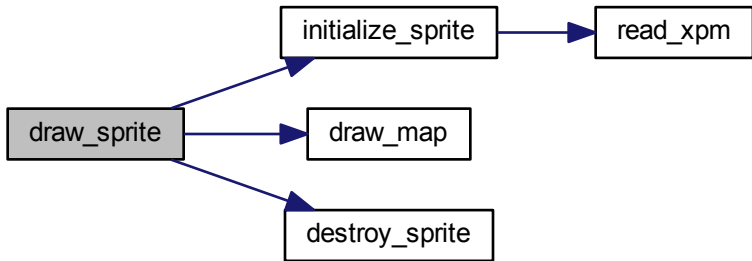 initialize_sprite
read_xpm
draw_sprite
draw_map
destroy_sprite